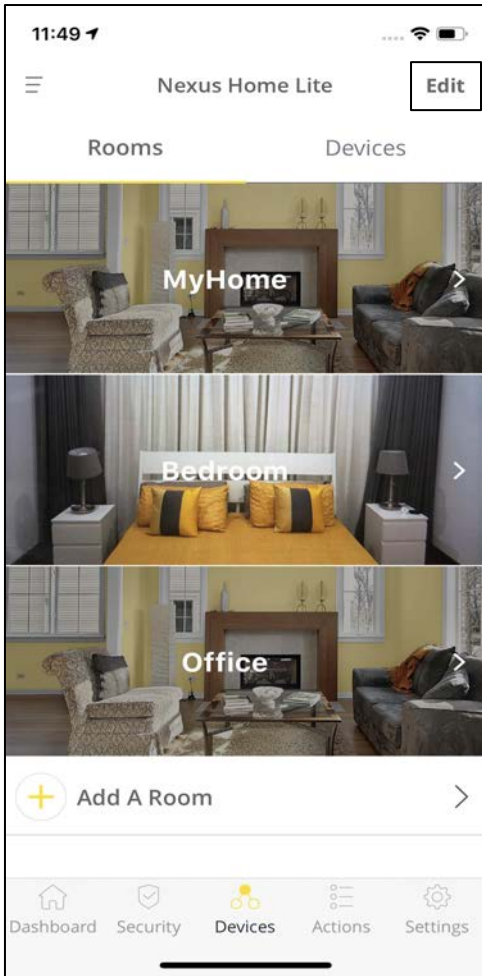 11:49
Nexus Home Lite Edit
Rooms Devices
MyHome
Bedroom
Office
Add A Room
Dashboard Security Devices Actions Settings